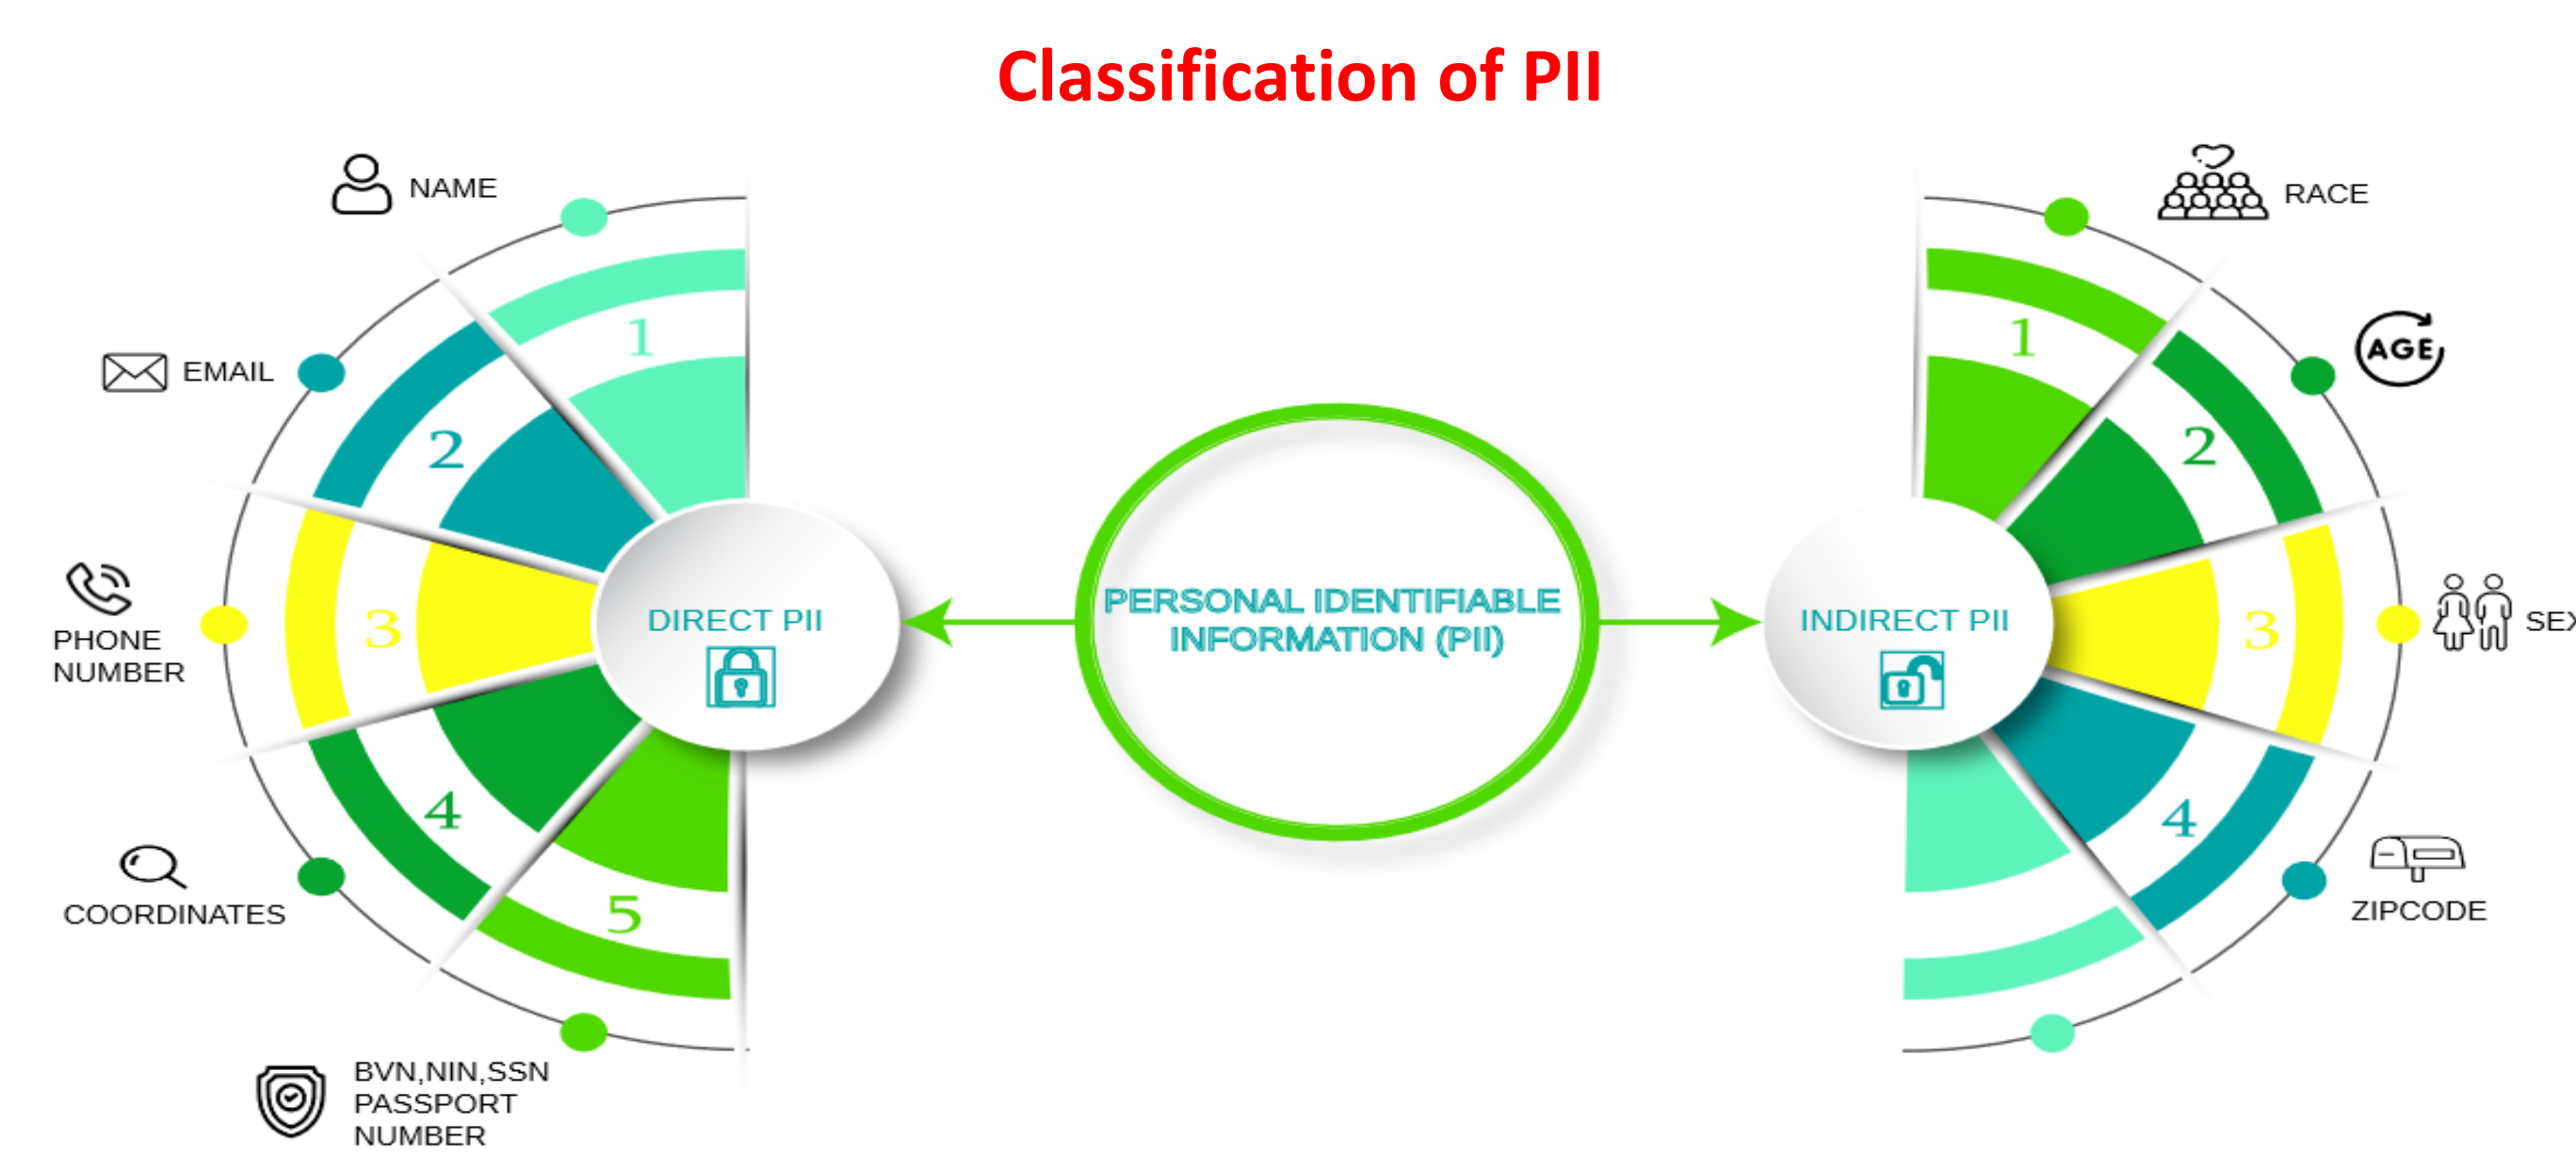 Classification of PII
NAME
EMAIL
PHONE
NUMBER
COORDINATES
BVN,NIN,SSN
PASSPORT
NUMBER
1
2
3
4
5
DIRECT PII
PERSONAL IDENTIFIABLE
INFORMATION (PII)
INDIRECT PII
1
2
3
4
RACE
AGE
SEX
ZIPCODE